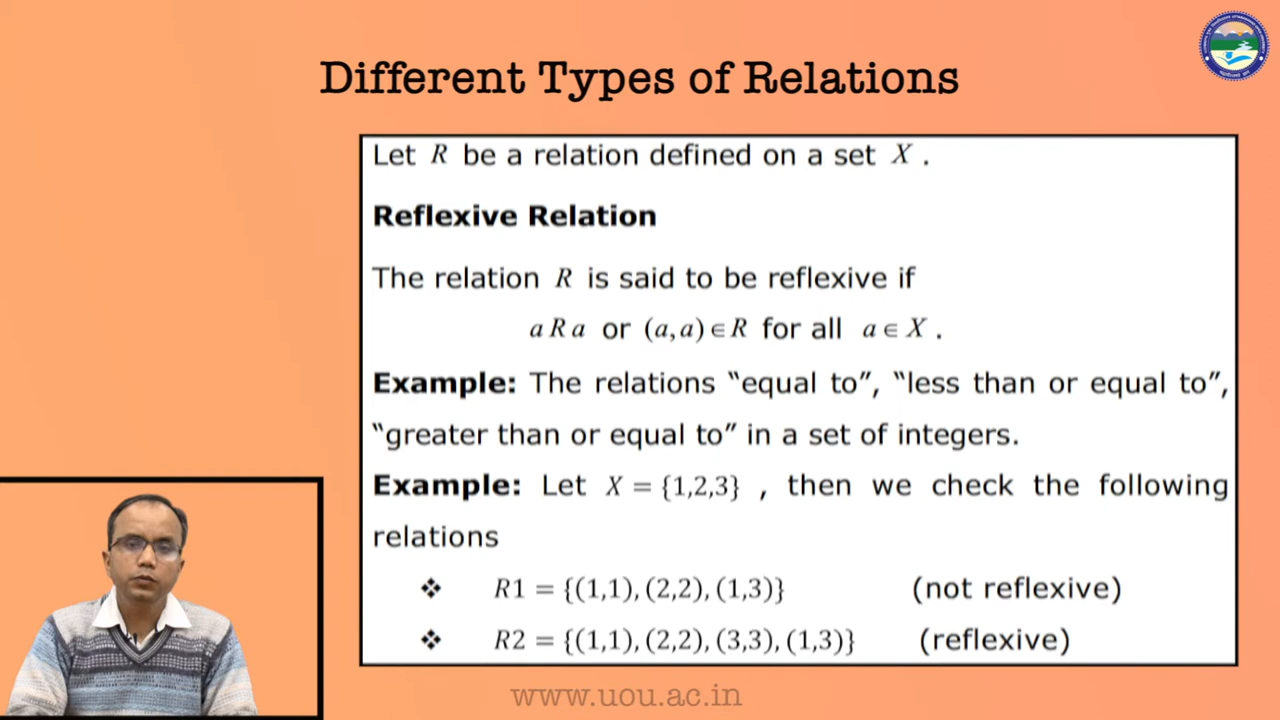 Different Types of Relations
Let R be a relation defined on a set X .
Reflexive Relation
The relation R is said to be reflexive if
a R a or (a,a) ∈ R for all a ∈ X .
Example: The relations “equal to”, “less than or equal to”,
“greater than or equal to” in a set of integers.
Example: Let X = {1,2,3} , then we check the following
relations
❖ R1 = {(1,1), (2,2), (1,3)} (not reflexive)
❖ R2 = {(1,1), (2,2), (3,3), (1,3)} (reflexive)
www.uou.ac.in